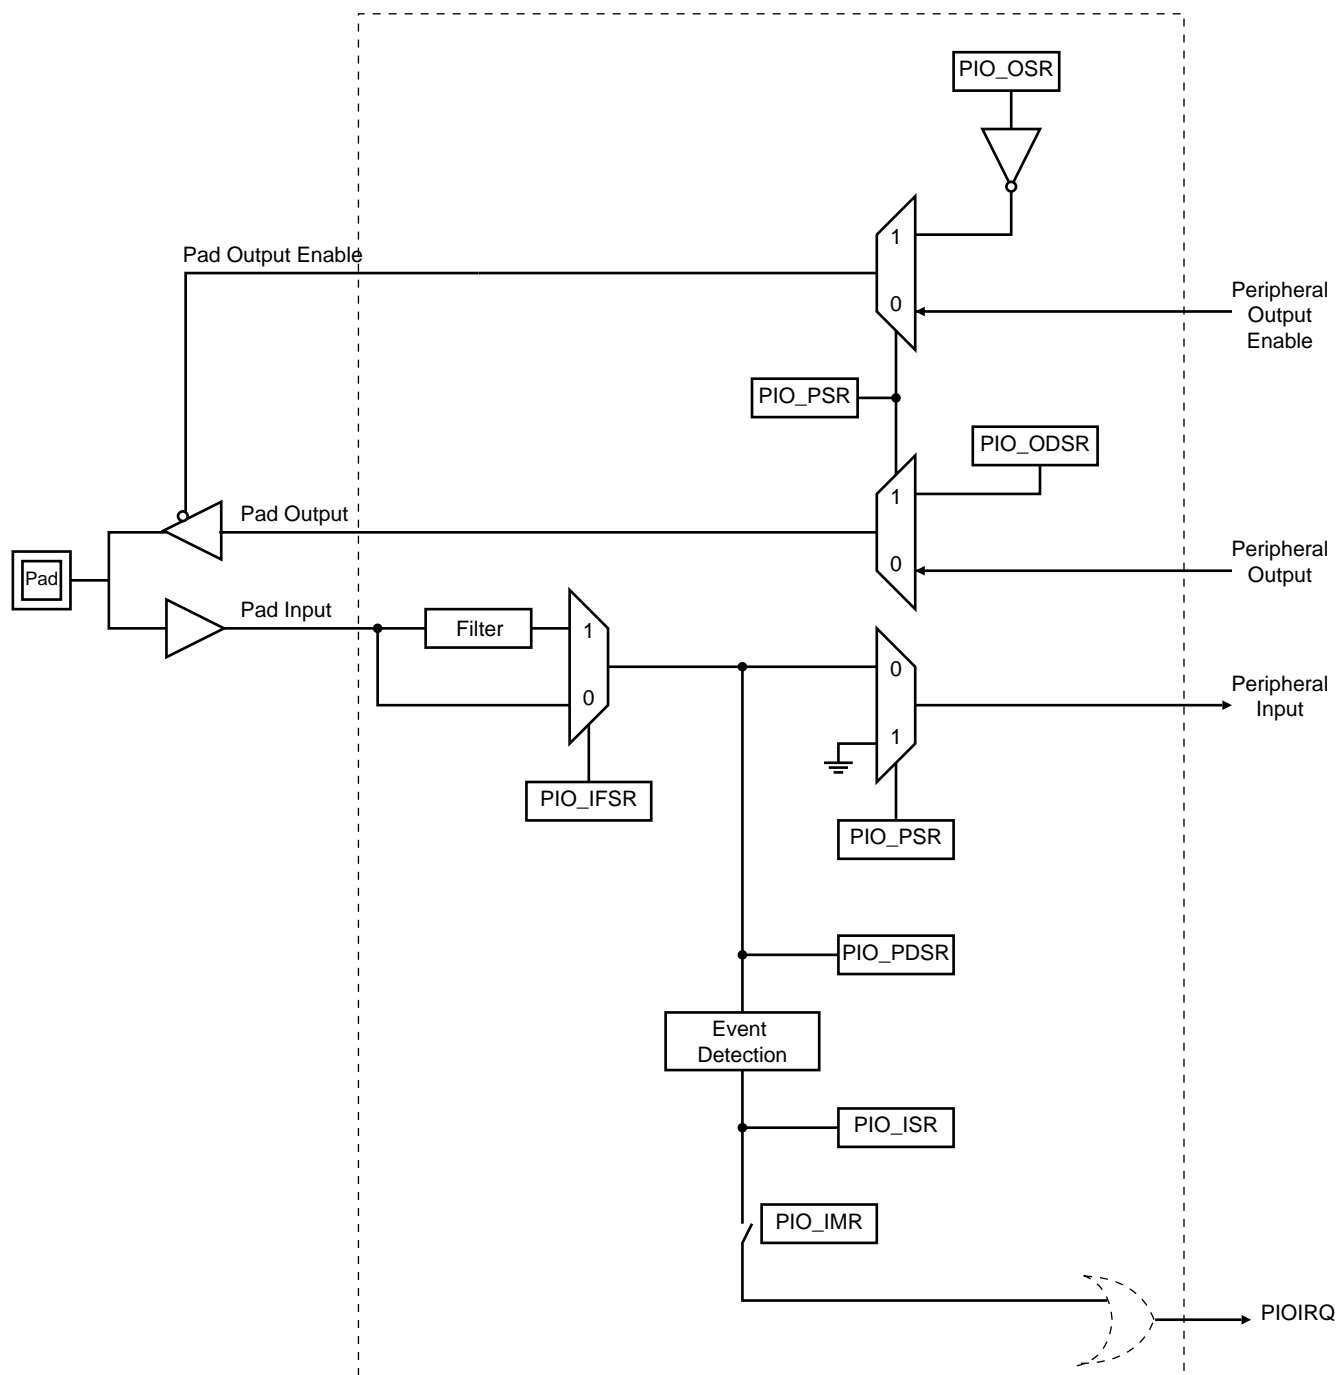 PIO_OSR
1
Pad Output Enable
0
Peripheral
Output
Enable
PIO_PSR
PIO_ODSR
1
Pad Output
0
Peripheral
Output
Pad
Pad Input
Filter
1
0
0
1
Peripheral
Input
PIO_IFSR
PIO_PSR
PIO_PDSR
Event
Detection
PIO_ISR
PIO_IMR
PIOIRQ